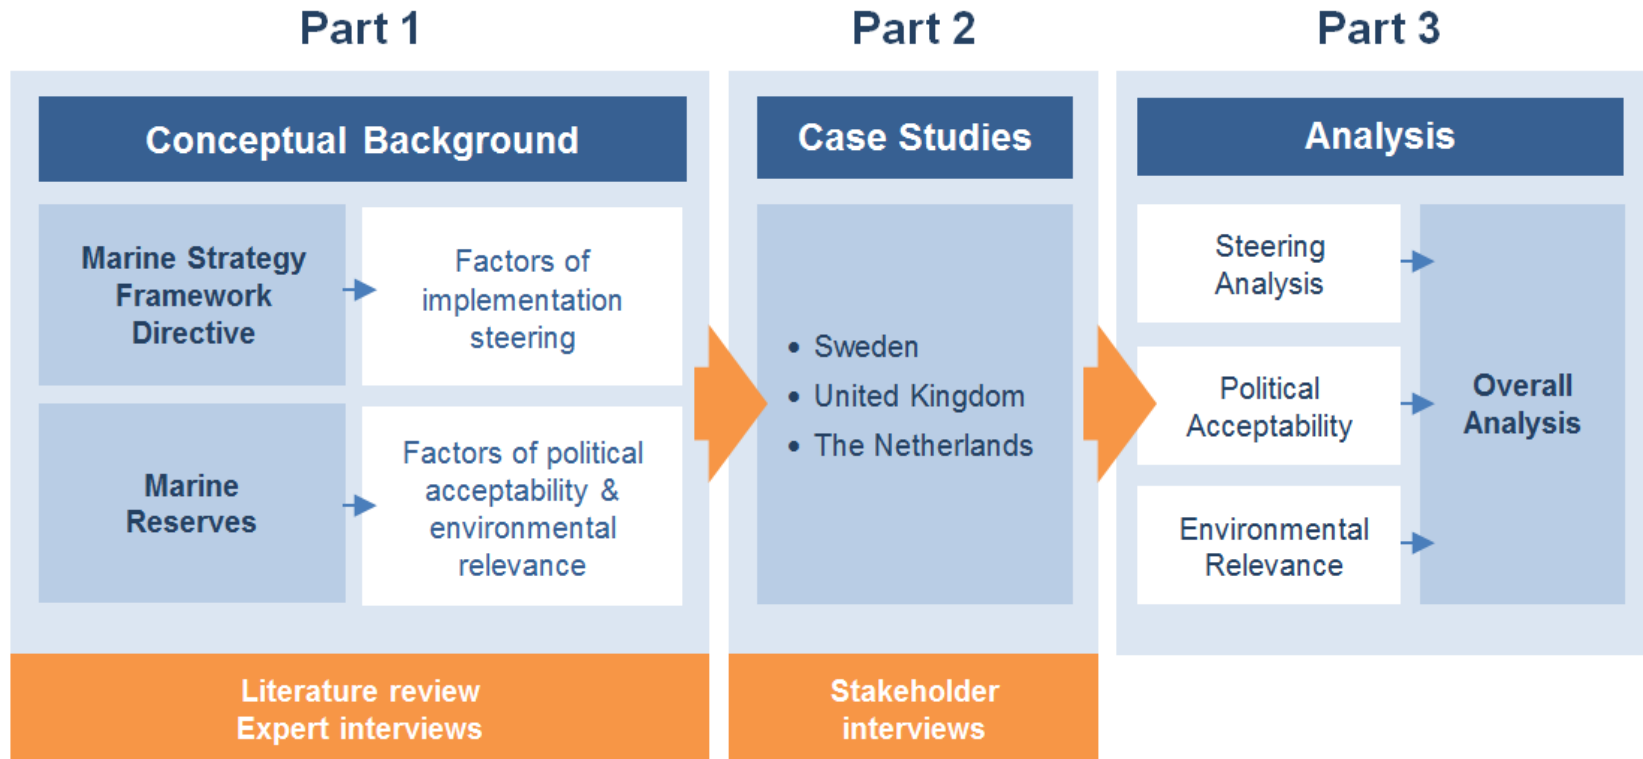 Part 1
Part 2
Part 3
Conceptual Background
Marine Strategy
Framework
Directive
Factors of
implementation
steering
Marine
Reserves
Factors of political
acceptability &
environmental
relevance
Literature review
Expert interviews
Case Studies
• Sweden
• United Kingdom
• The Netherlands
Stakeholder
interviews
Analysis
Steering
Analysis
Political
Acceptability
Environmental
Relevance
Overall
Analysis